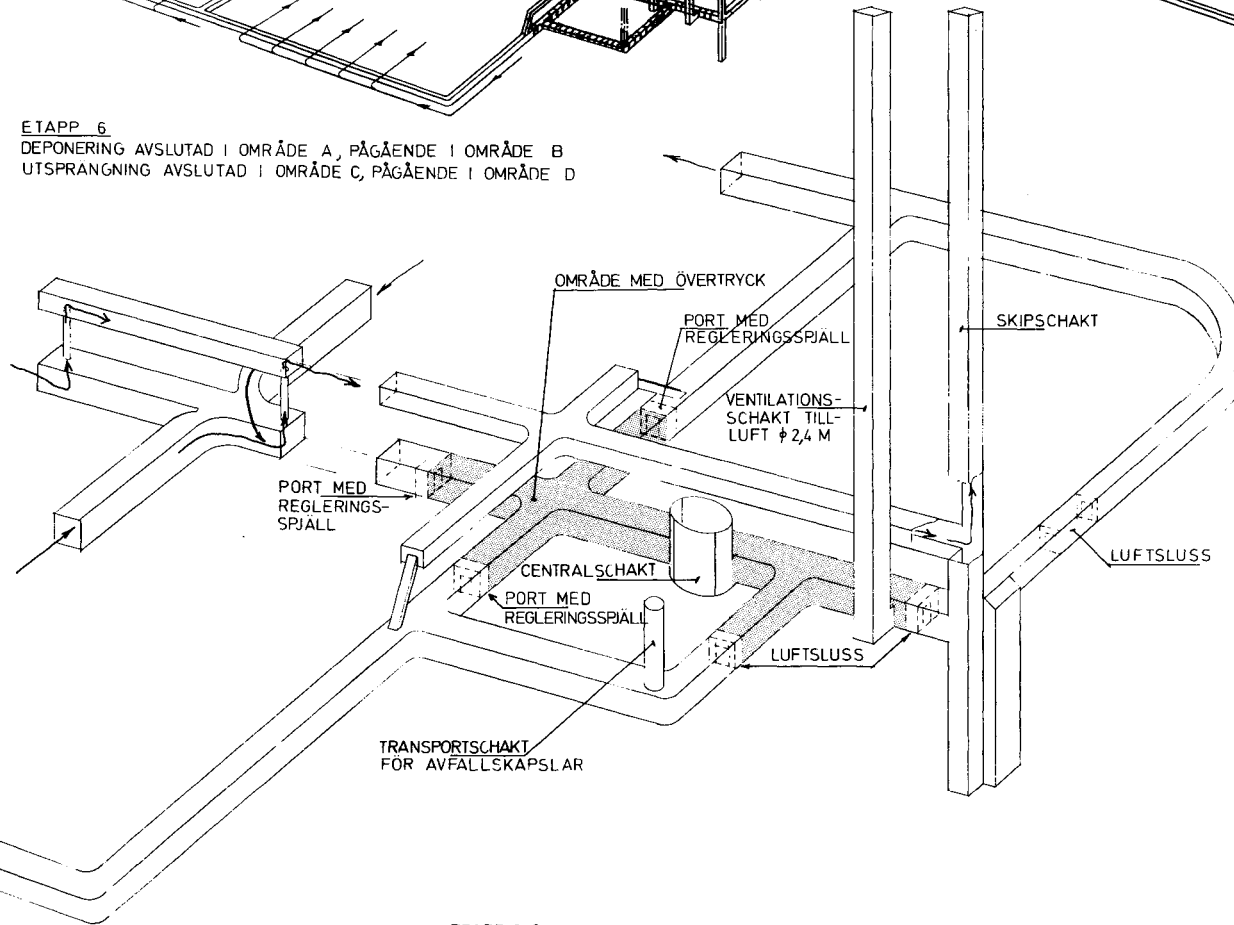 ETAPP 6
DEPONERING AVSLUTAD I OMRÅDE A, PÅGÅENDE I OMRÅDE B
UTSPRÄNGNING AVSLUTAD I OMRÅDE C, PÅGÅENDE I OMRÅDE D
OMRÅDE MED ÖVERTRYCK
PORT MED
REGLERINGSSPJÄLL
SKIPSCHAKT
VENTILATIONS-
SCHAKT TILL-
LUFT ϕ 2,4 M
PORT MED
REGLERINGS-
SPJÄLL
LUFTSLUSS
CENTRALSCHAKT
PORT MED
REGLERINGSSPJÄLL
LUFTSLUSS
TRANSPORTSCHAKT
FÖR AVFALLSKAPSLAR